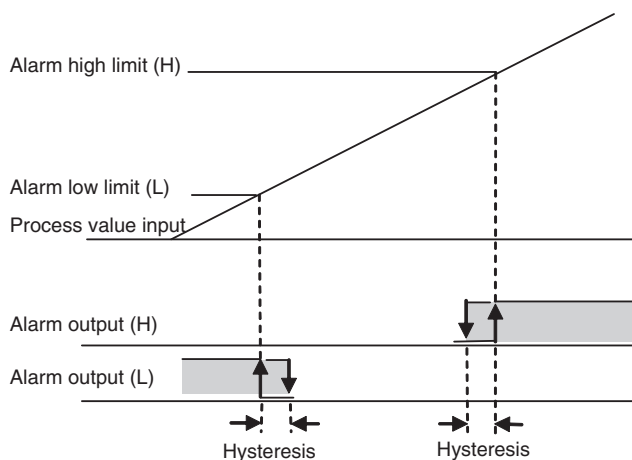 Alarm high limit (H)
Alarm low limit (L)
Process value input
Alarm output (H)
Alarm output (L)
Hysteresis
Hysteresis